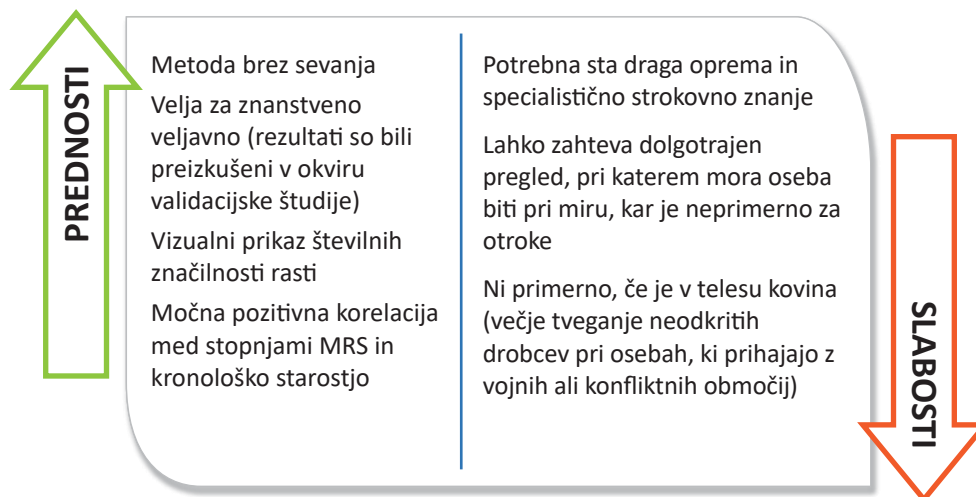 PREDNOSTI
Metoda brez sevanja
Velja za znanstveno
veljavno (rezultati so bili
preizkušeni v okviru
validacijske študije)
Vizualni prikaz številnih
značilnosti rasti
Močna pozitivna korelacija
med stopnjami MRS in
kronološko starostjo
Potrebna sta draga oprema in
specialistično strokovno znanje
Lahko zahteva dolgotrajen
pregled, pri katerem mora oseba
biti pri miru, kar je neprimerno za
otroke
Ni primerno, če je v telesu kovina
(večje tveganje neodkritih
drobcev pri osebah, ki prihajajo z
vojnih ali konfliktnih območij)
SLABOSTI